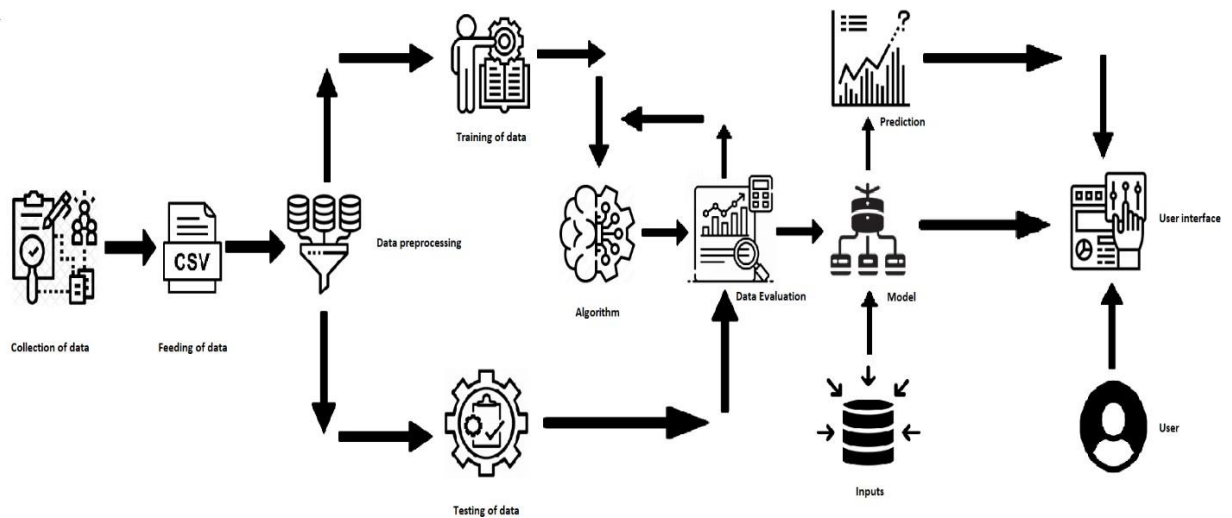 ?
Prediction
Training of data
CSV
Data preprocessing
User interface
Collection of data
Feeding of data
Algorithm
Data Evaluation
Model
User
Inputs
Testing of data